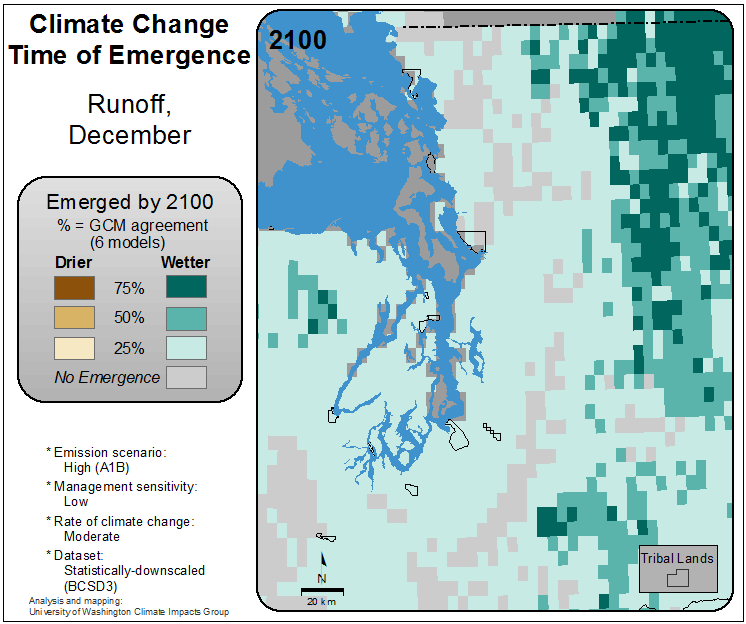 Climate Change
Time of Emergence
Runoff,
December
Emerged by 2100
% = GCM agreement
(6 models)
Drier Wetter
75%
50%
25%
No Emergence
* Emission scenario:
High (A1B)
* Management sensitivity:
Low
* Rate of climate change:
Moderate
* Dataset:
Statistically-downscaled
(BCSD3)
Analysis and mapping:
University of Washington Climate Impacts Group
2100
N
20 km
Tribal Lands